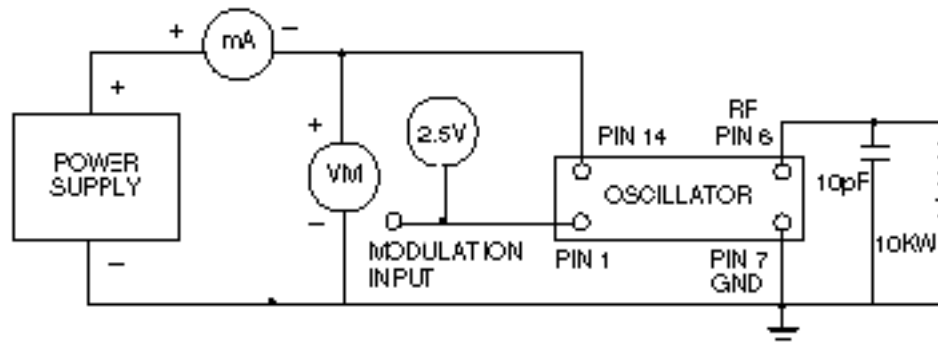 +
mA
−
+
POWER
SUPPLY
−
+
VM
−
2.5V
MODULATION
INPUT
PIN 14
PIN 1
OSCILLATOR
RF
PIN 6
PIN 7
GND
10pF
10KW